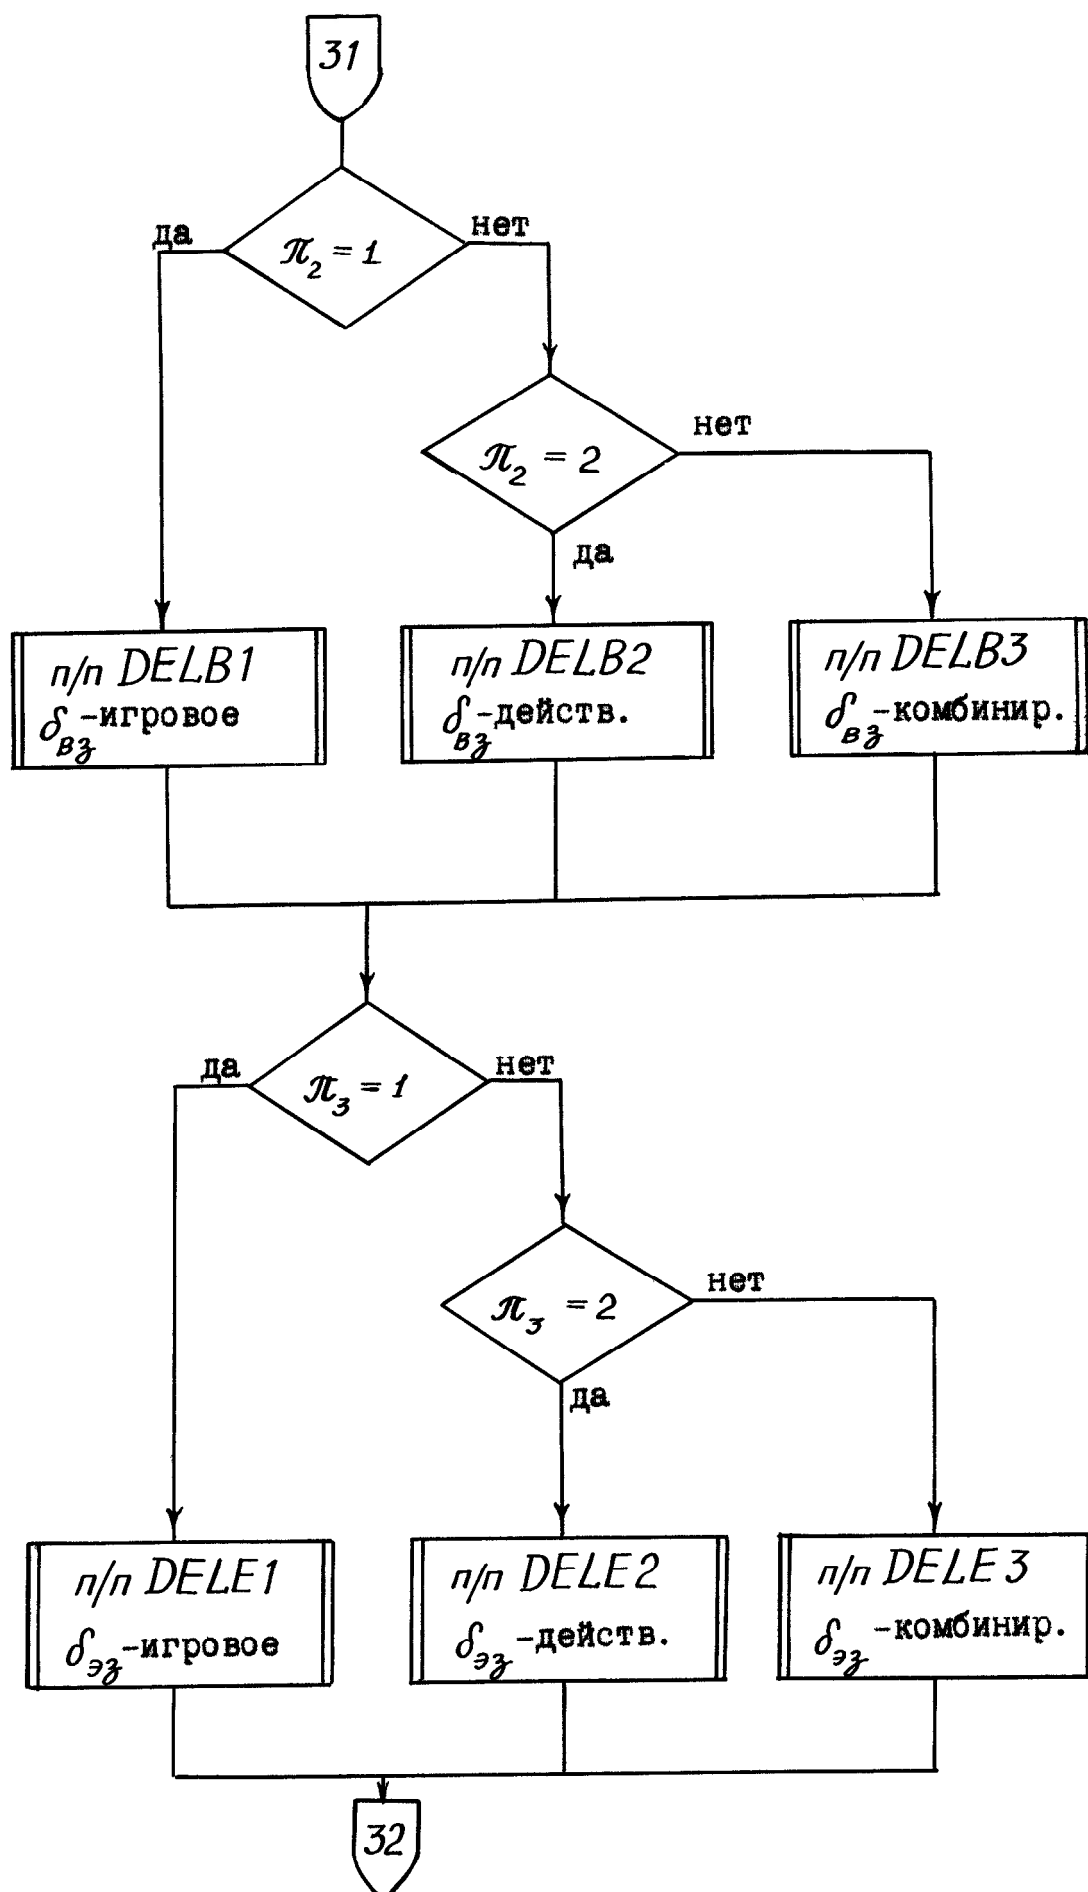 31
да
нет
π₂ = 1
нет
π₂ = 2
да
п/п DELB1
δвз-игровое
п/п DELB2
δвз-действ.
п/п DELB3
δвз-комбинир.
да
нет
π₃ = 1
нет
π₃ = 2
да
п/п DELE1
δэз-игровое
п/п DELE2
δэз-действ.
п/п DELE3
δэз-комбинир.
32